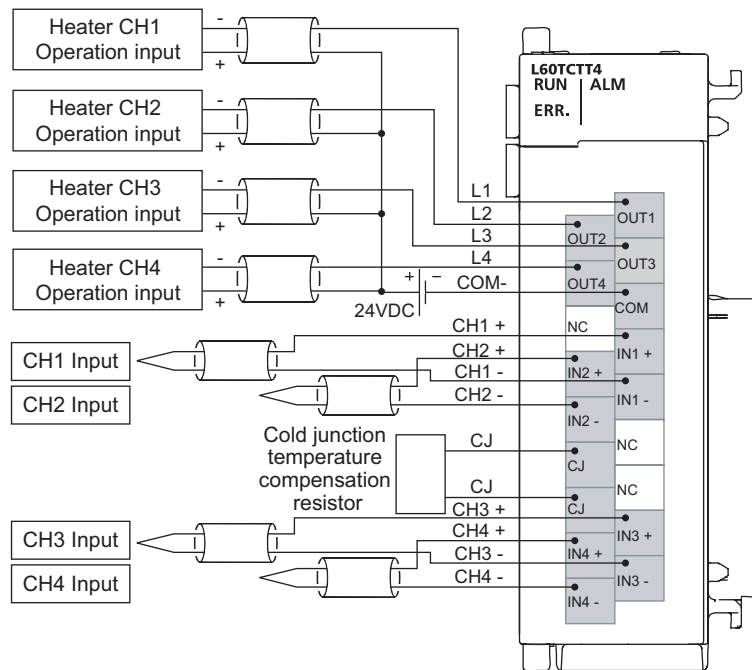 Heater CH1
Operation input
-
+
Heater CH2
Operation input
-
+
Heater CH3
Operation input
-
+
Heater CH4
Operation input
-
+
L60TCTT4
RUN
ALM
ERR.
L1
L2
L3
L4
+
−
COM-
24VDC
OUT1
OUT2
OUT3
OUT4
COM
NC
CH1 +
CH2 +
CH1 -
CH2 -
IN1 +
IN2 +
IN1 -
IN2 -
CH1 Input
CH2 Input
Cold junction
temperature
compensation
resistor
CJ
CJ
CJ
CJ
NC
NC
CH3 +
CH4 +
CH3 -
CH4 -
IN3 +
IN4 +
IN3 -
IN4 -
CH3 Input
CH4 Input